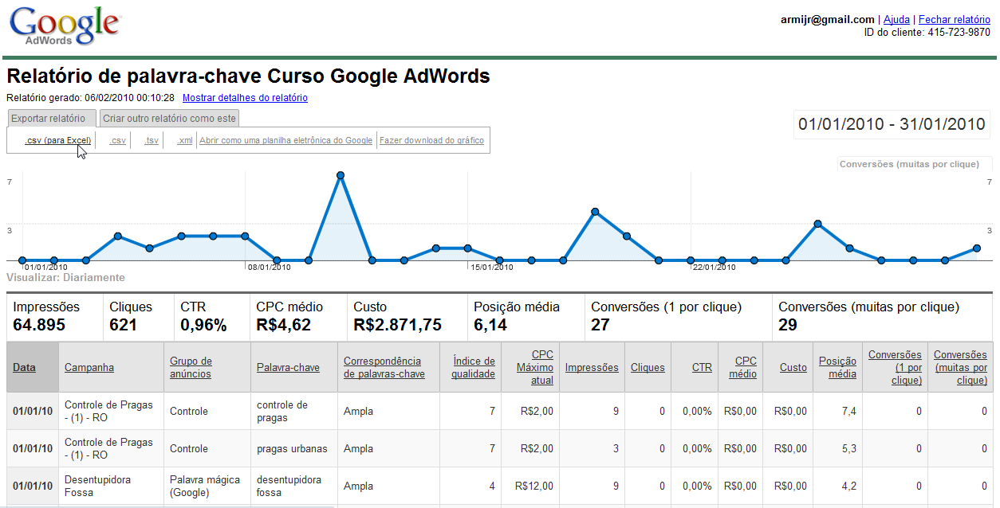 Google
AdWords
armijr@gmail.com | Ajuda | Fechar relatório
ID do cliente: 415-723-9870
Relatório de palavra-chave Curso Google AdWords
Relatório gerado: 06/02/2010 00:10:28 Mostrar detalhes do relatório
Exportar relatório Criar outro relatório como este
.csv (para Excel) .csv .tsv .xml Abrir como uma planilha eletrônica do Google Fazer download do gráfico
01/01/2010 - 31/01/2010
Conversões (muitas por clique)
7 7
3 3
01/01/2010 08/01/2010 15/01/2010 22/01/2010
Visualizar: Diariamente
Impressões Cliques CTR CPC médio Custo Posição média Conversões (1 por clique) Conversões (muitas por clique)
64.895 621 0,96% R$4,62 R$2.871,75 6,14 27 29
Data
Campanha
Grupo de
anúncios
Palavra-chave
Correspondência
de palavras-chave
Índice de
qualidade
CPC
Máximo
atual
Impressões
Cliques
CTR
CPC
médio
Custo
Posição
média
Conversões
(1 por
clique)
Conversões
(muitas por
clique)
01/01/10
Controle de Pragas
- (1) - RO
Controle
controle de
pragas
Ampla 7 R$2,00 9 0 0,00% R$0,00 R$0,00 7,4 0 0
01/01/10
Controle de Pragas
- (1) - RO
Controle
pragas urbanas
Ampla 7 R$2,00 3 0 0,00% R$0,00 R$0,00 5,3 0 0
01/01/10
Desentupidora
Fossa
Palavra mágica
(Google)
desentupidora
fossa
Ampla 4 R$12,00 9 0 0,00% R$0,00 R$0,00 4,2 0 0